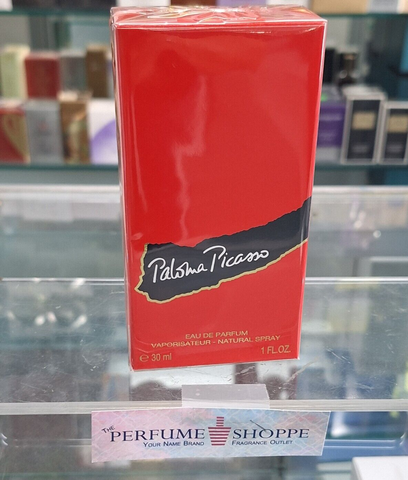 Paloma Picasso
EAU DE PARFUM
VAPORISATEUR - NATURAL SPRAY
℮ 30 ml 1 FL.OZ.
THE PERFUME SHOPPE
YOUR NAME BRAND FRAGRANCE OUTLET